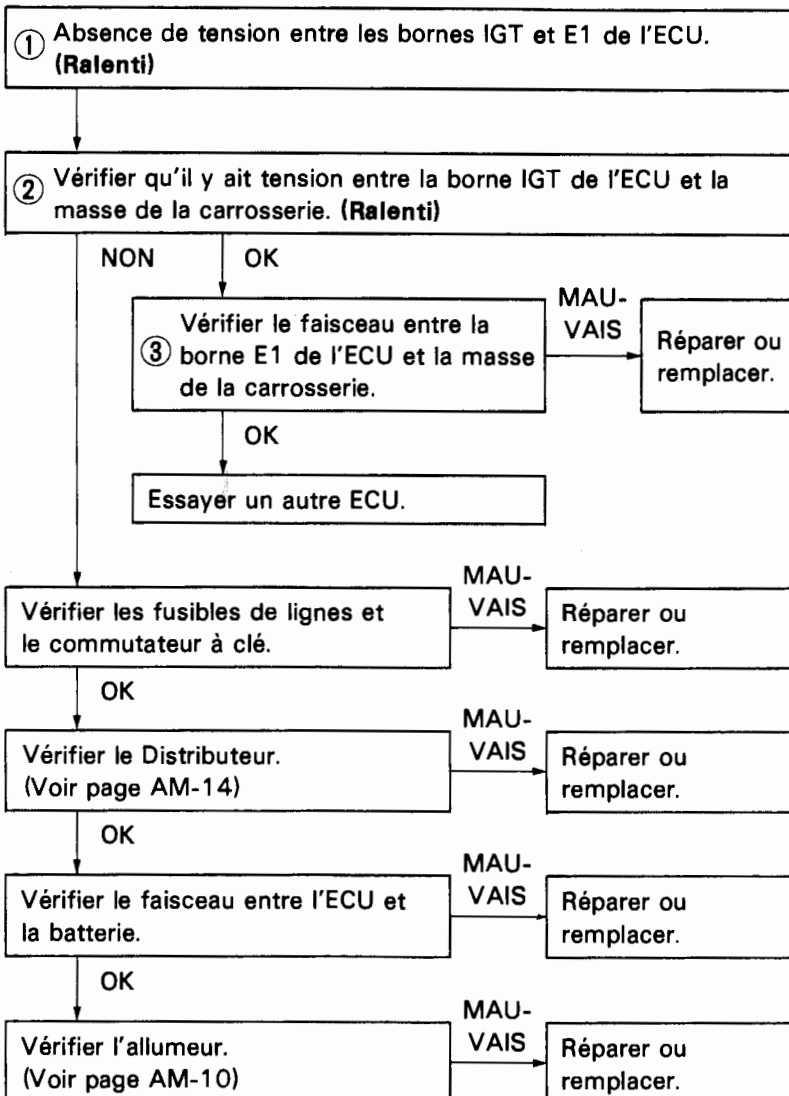 ① Absence de tension entre les bornes IGT et E1 de l'ECU.
(Ralenti)
② Vérifier qu'il y ait tension entre la borne IGT de l'ECU et la
masse de la carrosserie. (Ralenti)
NON
OK
③ Vérifier le faisceau entre la
borne E1 de l'ECU et la masse
de la carrosserie.
MAU-
VAIS
Réparer ou
remplacer.
OK
Essayer un autre ECU.
Vérifier les fusibles de lignes et
le commutateur à clé.
MAU-
VAIS
Réparer ou
remplacer.
OK
Vérifier le Distributeur.
(Voir page AM-14)
MAU-
VAIS
Réparer ou
remplacer.
OK
Vérifier le faisceau entre l'ECU et
la batterie.
MAU-
VAIS
Réparer ou
remplacer.
OK
Vérifier l'allumeur.
(Voir page AM-10)
MAU-
VAIS
Réparer ou
remplacer.